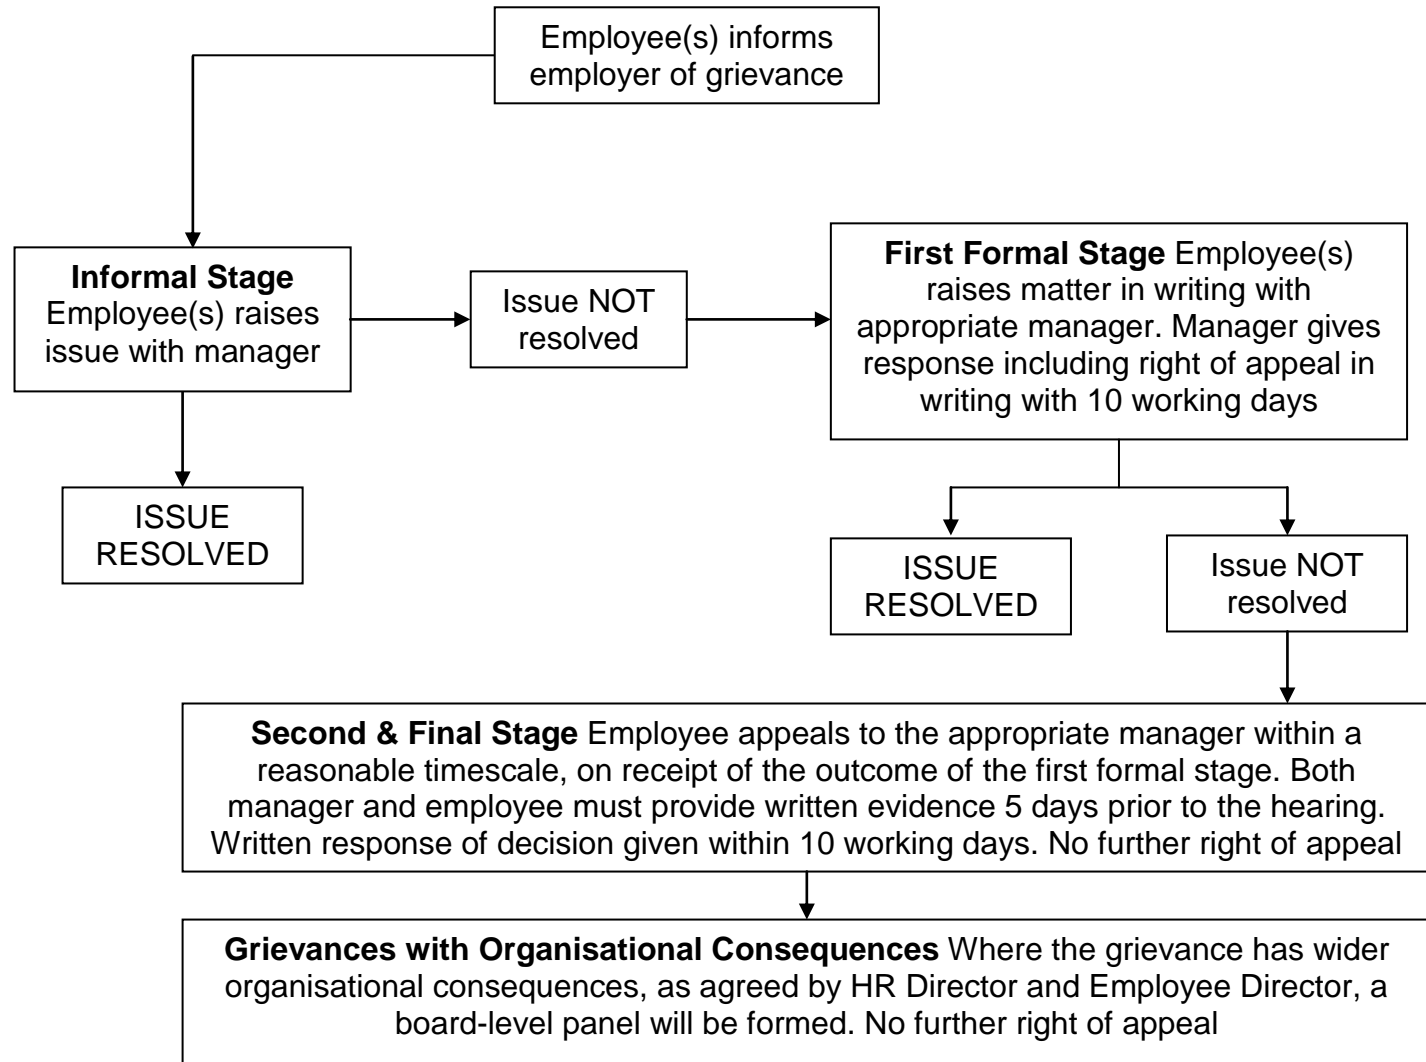 Employee(s) informs
employer of grievance
Informal Stage
Employee(s) raises
issue with manager
Issue NOT
resolved
First Formal Stage Employee(s)
raises matter in writing with
appropriate manager. Manager gives
response including right of appeal in
writing with 10 working days
ISSUE
RESOLVED
ISSUE
RESOLVED
Issue NOT
resolved
Second & Final Stage Employee appeals to the appropriate manager within a
reasonable timescale, on receipt of the outcome of the first formal stage. Both
manager and employee must provide written evidence 5 days prior to the hearing.
Written response of decision given within 10 working days. No further right of appeal
Grievances with Organisational Consequences Where the grievance has wider
organisational consequences, as agreed by HR Director and Employee Director, a
board-level panel will be formed. No further right of appeal